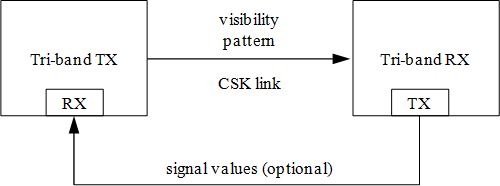 visibility
pattern
Tri-band TX
Tri-band RX
CSK link
RX
TX
signal values (optional)